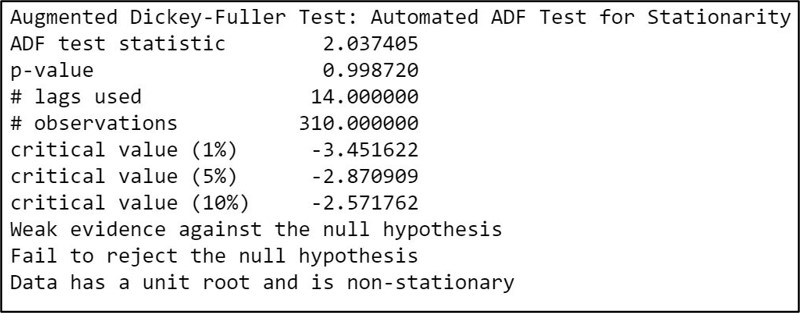 Augmented Dickey-Fuller Test: Automated ADF Test for Stationarity
ADF test statistic 2.037405
p-value 0.998720
# lags used 14.000000
# observations 310.000000
critical value (1%) -3.451622
critical value (5%) -2.870909
critical value (10%) -2.571762
Weak evidence against the null hypothesis
Fail to reject the null hypothesis
Data has a unit root and is non-stationary